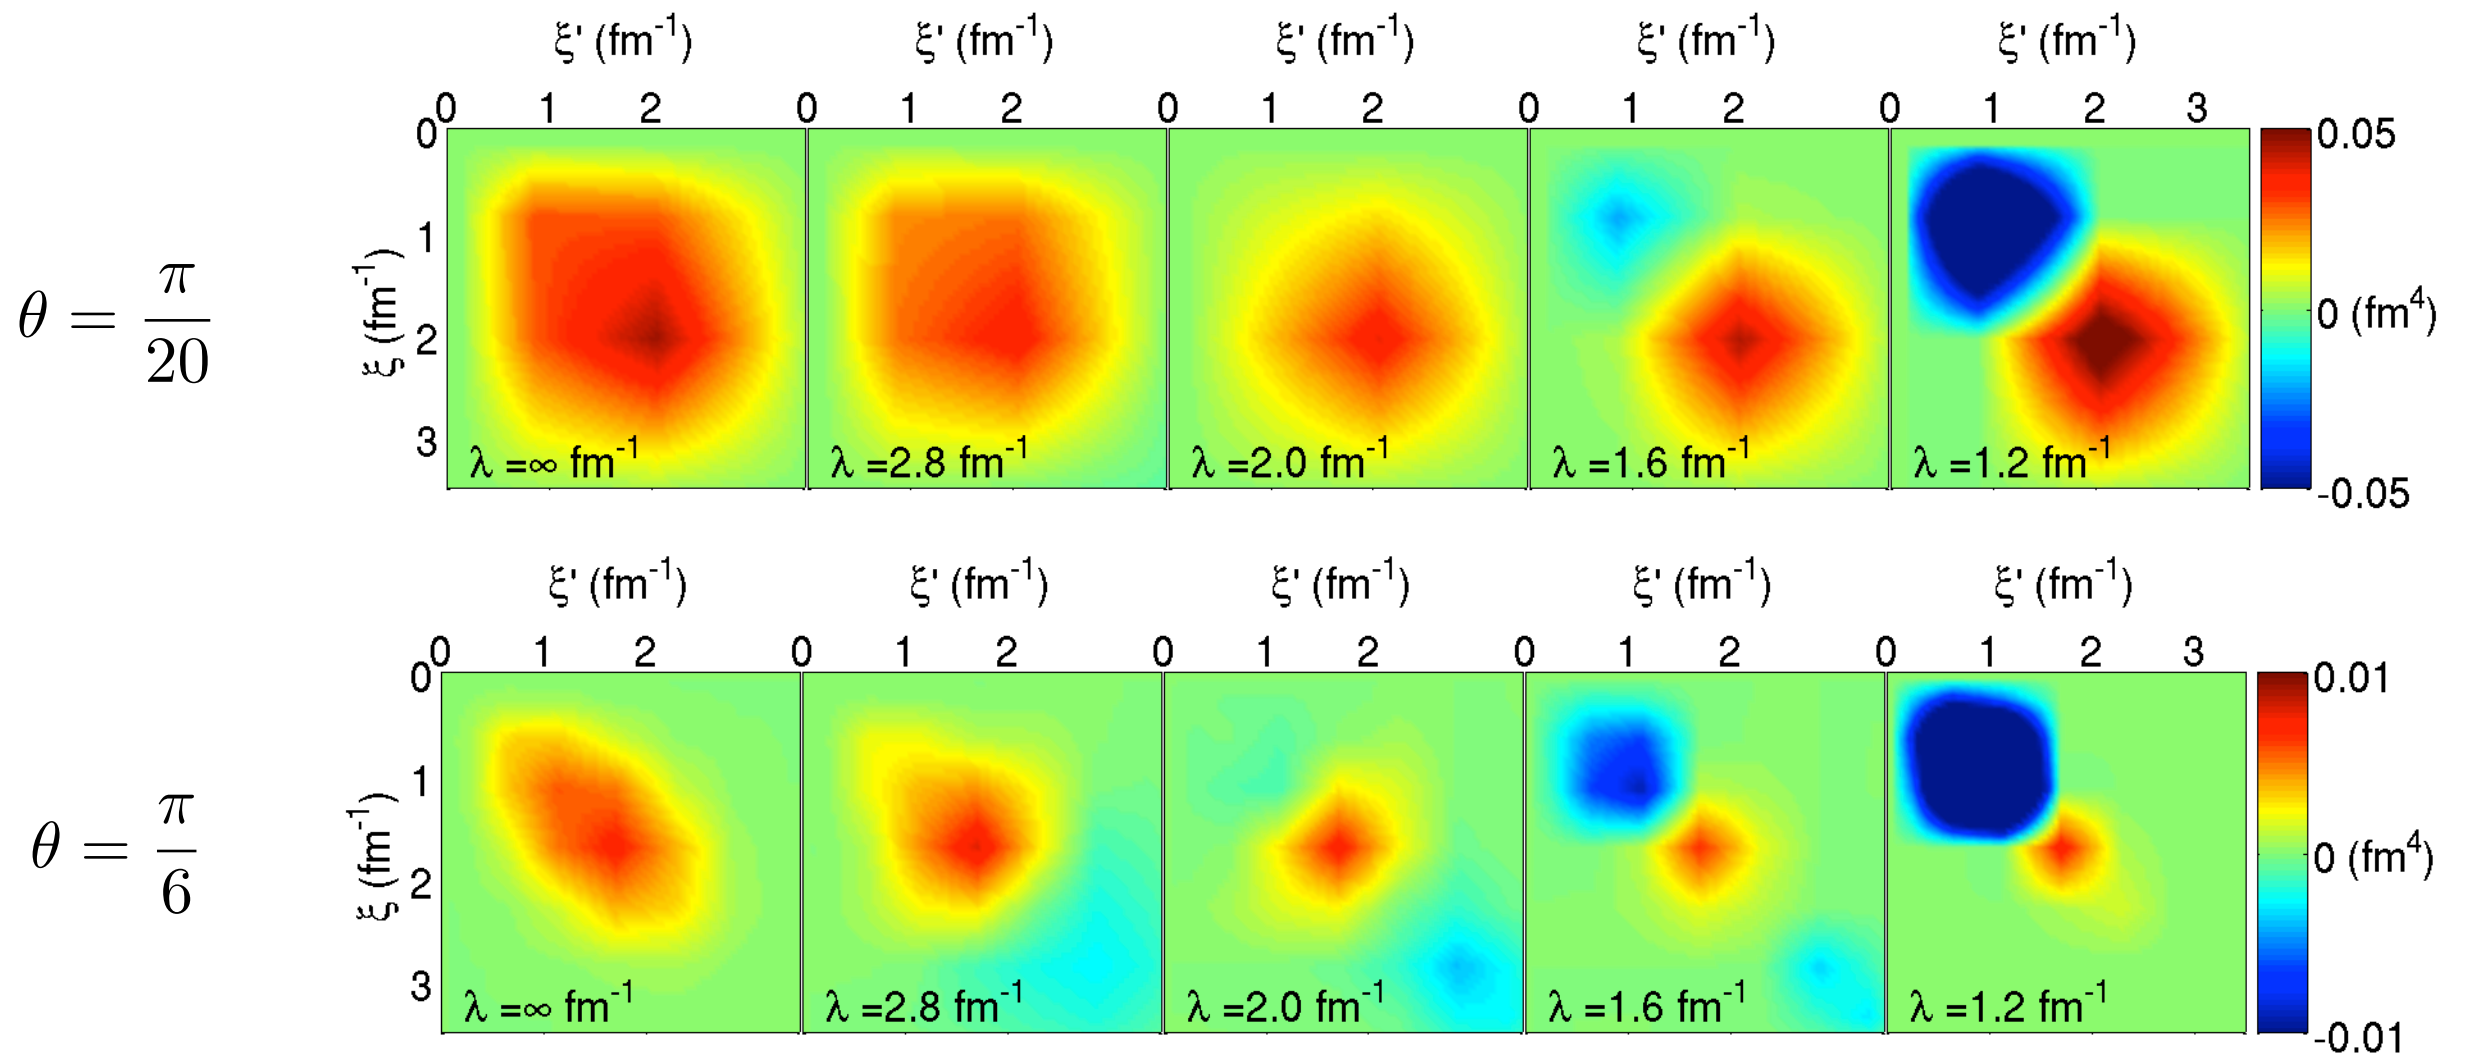 ξ' (fm⁻¹) ξ' (fm⁻¹) ξ' (fm⁻¹) ξ' (fm⁻¹) ξ' (fm⁻¹)
0 1 2 0 1 2 0 1 2 0 1 2 0 1 2 3
0
1
2
3
ξ (fm⁻¹)
θ = π/20
λ =∞ fm⁻¹ λ =2.8 fm⁻¹ λ =2.0 fm⁻¹ λ =1.6 fm⁻¹ λ =1.2 fm⁻¹
0.05
0 (fm⁴)
-0.05
ξ' (fm⁻¹) ξ' (fm⁻¹) ξ' (fm⁻¹) ξ' (fm⁻¹) ξ' (fm⁻¹)
0 1 2 0 1 2 0 1 2 0 1 2 0 1 2 3
0
1
2
3
ξ (fm⁻¹)
θ = π/6
λ =∞ fm⁻¹ λ =2.8 fm⁻¹ λ =2.0 fm⁻¹ λ =1.6 fm⁻¹ λ =1.2 fm⁻¹
0.01
0 (fm⁴)
-0.01